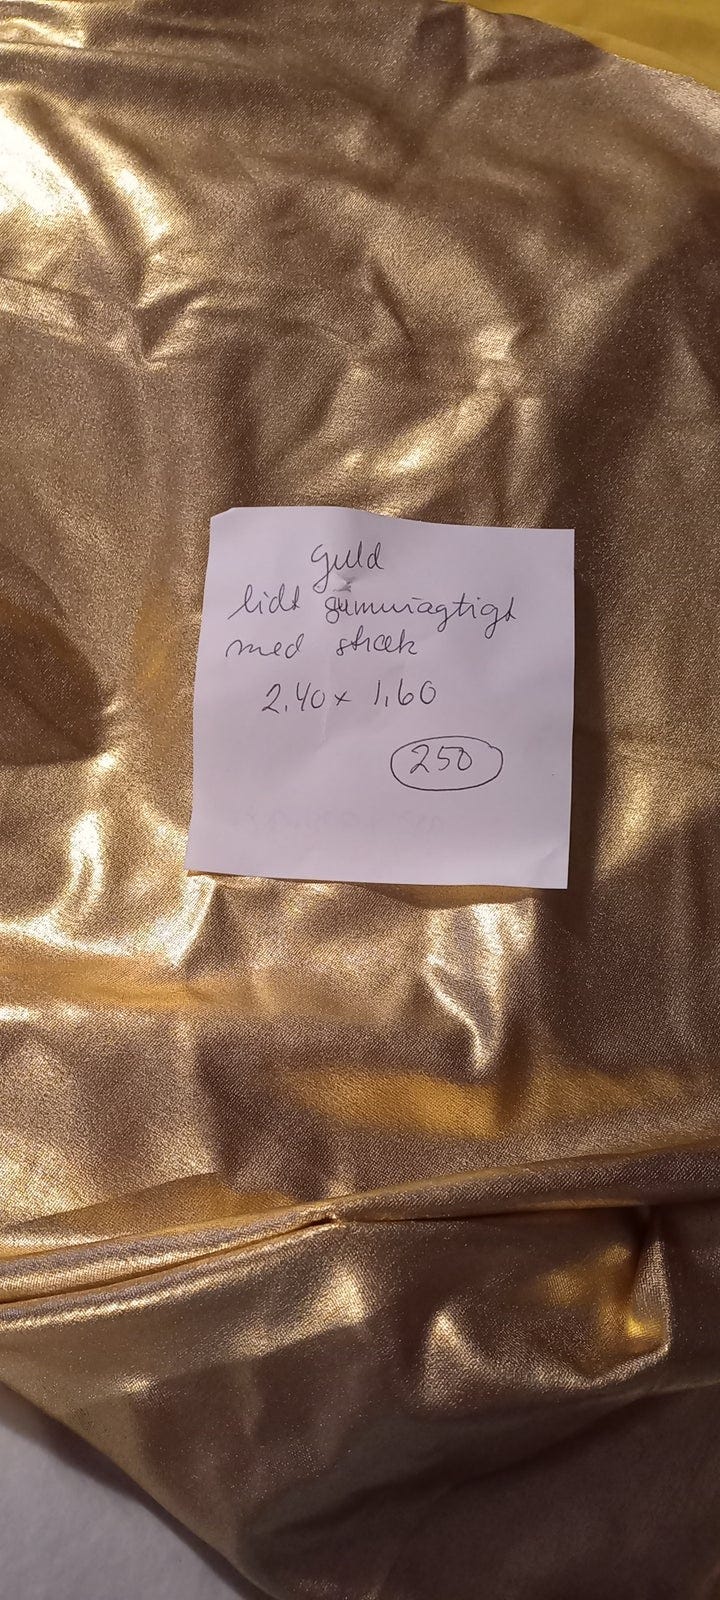 guld
lidt gummiagtigt
med stræk
2.40 x 1.60
250